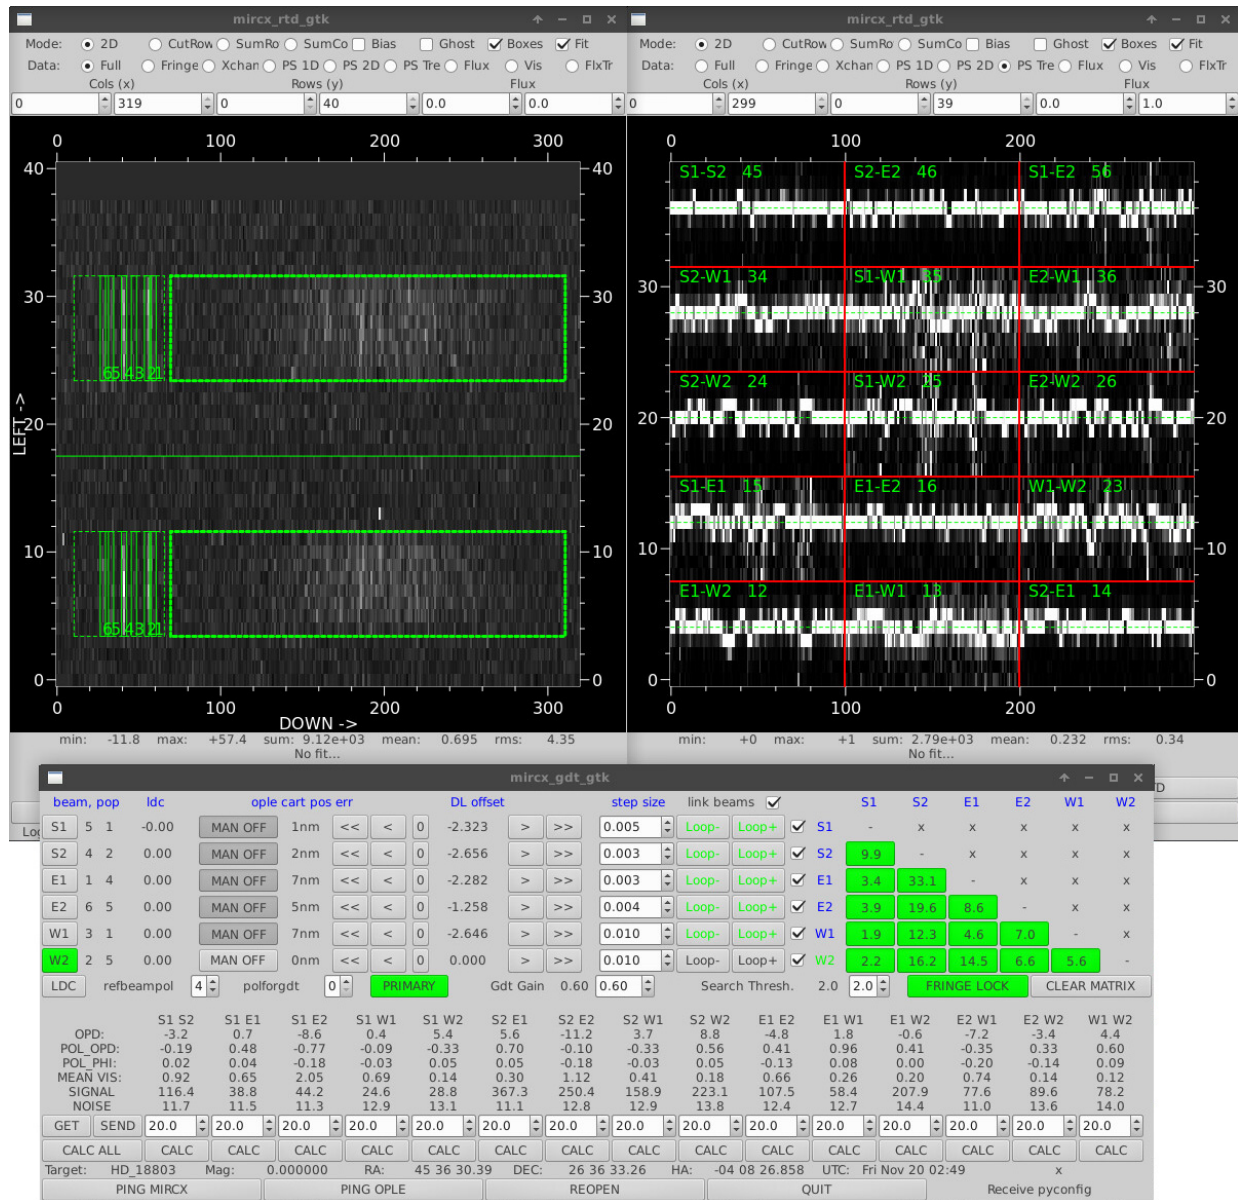 mircx_rtd_gtk
Mode: 2D CutRow SumRo SumCo Bias Ghost Boxes Fit
Data: Full Fringe Xchan PS 1D PS 2D PS Tre Flux Vis FlxTr
Cols (x) Rows (y) Flux
0 319 0 40 0.0 0.0
0 100 200 300
40 40
30 30
654321
20 20
10 10
654321
0 0
0 100 200 300
LEFT ->
DOWN ->
min: -11.8 max: +57.4 sum: 9.12e+03 mean: 0.695 rms: 4.35
No fit...
mircx_rtd_gtk
Mode: 2D CutRow SumRo SumCo Bias Ghost Boxes Fit
Data: Full Fringe Xchan PS 1D PS 2D PS Tre Flux Vis FlxTr
Cols (x) Rows (y) Flux
0 299 0 39 0.0 1.0
0 100 200
S1-S2 45 S2-E2 46 S1-E2 56
30 S2-W1 34 S1-W1 35 E2-W1 36 30
S2-W2 24 S1-W2 25 E2-W2 26
20 20
S1-E1 15 E1-E2 16 W1-W2 23
10 10
E1-W2 12 E1-W1 13 S2-E1 14
0 0
0 100 200
min: +0 max: +1 sum: 2.79e+03 mean: 0.232 rms: 0.34
No fit...
mircx_gdt_gtk
beam, pop ldc ople cart pos err DL offset step size link beams S1 S2 E1 E2 W1 W2
S1 5 1 -0.00 MAN OFF 1nm << < 0 -2.323 > >> 0.005 Loop- Loop+ S1 - x x x x x
S2 4 2 0.00 MAN OFF 2nm << < 0 -2.656 > >> 0.003 Loop- Loop+ S2 9.9 - x x x x
E1 1 4 0.00 MAN OFF 7nm << < 0 -2.282 > >> 0.003 Loop- Loop+ E1 3.4 33.1 - x x x
E2 6 5 0.00 MAN OFF 5nm << < 0 -1.258 > >> 0.004 Loop- Loop+ E2 3.9 19.6 8.6 - x x
W1 3 1 0.00 MAN OFF 7nm << < 0 -2.646 > >> 0.010 Loop- Loop+ W1 1.9 12.3 4.6 7.0 - x
W2 2 5 0.00 MAN OFF 0nm << < 0 0.000 > >> 0.010 Loop- Loop+ W2 2.2 16.2 14.5 6.6 5.6 -
LDC refbeampol 4 polforgdt 0 PRIMARY Gdt Gain 0.60 0.60 Search Thresh. 2.0 2.0 FRINGE LOCK CLEAR MATRIX
S1 S2 S1 E1 S1 E2 S1 W1 S1 W2 S2 E1 S2 E2 S2 W1 S2 W2 E1 E2 E1 W1 E1 W2 E2 W1 E2 W2 W1 W2
OPD: -3.2 0.7 -8.6 0.4 5.4 5.6 -11.2 3.7 8.8 -4.8 1.8 -0.6 -7.2 -3.4 4.4
POL_OPD: -0.19 0.48 -0.77 -0.09 -0.33 0.70 -0.10 -0.33 0.56 0.41 0.96 0.41 -0.35 0.33 0.60
POL_PHI: 0.02 0.04 -0.18 -0.03 0.05 0.05 -0.18 -0.03 0.05 -0.13 0.08 0.00 -0.20 -0.14 0.09
MEAN VIS: 0.92 0.65 2.05 0.69 0.14 0.30 1.12 0.41 0.18 0.66 0.26 0.20 0.74 0.14 0.12
SIGNAL 116.4 38.8 44.2 24.6 28.8 367.3 250.4 158.9 223.1 107.5 58.4 207.9 77.6 89.6 78.2
NOISE 11.7 11.5 11.3 12.9 13.1 11.1 12.8 12.9 13.8 12.4 12.7 14.4 11.0 13.6 14.0
GET SEND 20.0 20.0 20.0 20.0 20.0 20.0 20.0 20.0 20.0 20.0 20.0 20.0 20.0 20.0 20.0
CALC ALL CALC CALC CALC CALC CALC CALC CALC CALC CALC CALC CALC CALC CALC CALC CALC
Target: HD_18803 Mag: 0.000000 RA: 45 36 30.39 DEC: 26 36 33.26 HA: -04 08 26.858 UTC: Fri Nov 20 02:49 x
PING MIRCX PING OPLE REOPEN QUIT Receive pyconfig